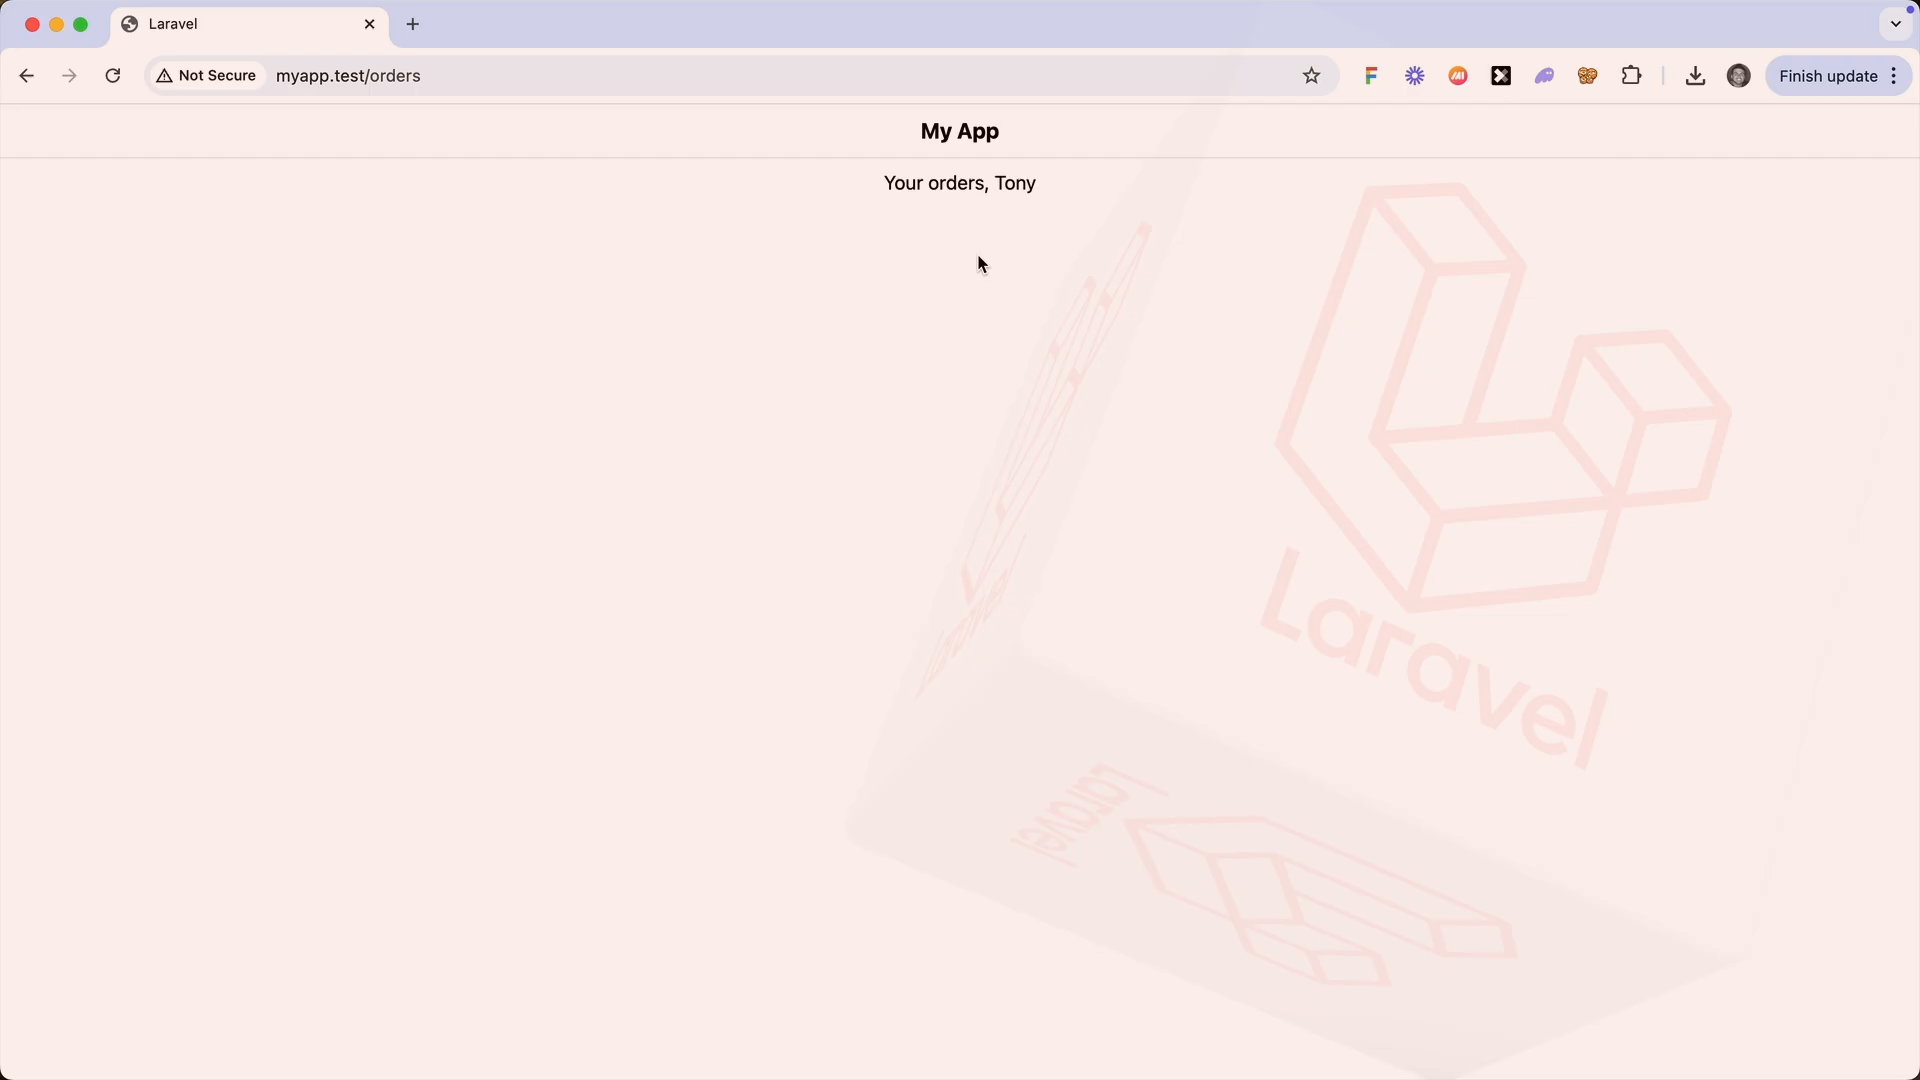 Laravel
Not Secure
myapp.test/orders
Finish update
My App
Your orders, Tony
Laravel
Laravel